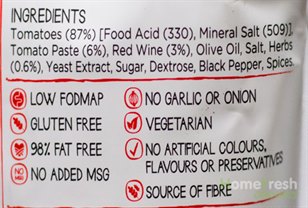 INGREDIENTS
Tomatoes (87%) [Food Acid (330), Mineral Salt (509)],
Tomato Paste (6%), Red Wine (3%), Olive Oil, Salt, Herbs
(0.6%), Yeast Extract, Sugar, Dextrose, Black Pepper, Spices.
LOW FODMAP
NO GARLIC OR ONION
GLUTEN FREE
VEGETARIAN
98% FAT FREE
NO ARTIFICIAL COLOURS,
FLAVOURS OR PRESERVATIVES
NO MSG
NO ADDED MSG
SOURCE OF FIBRE